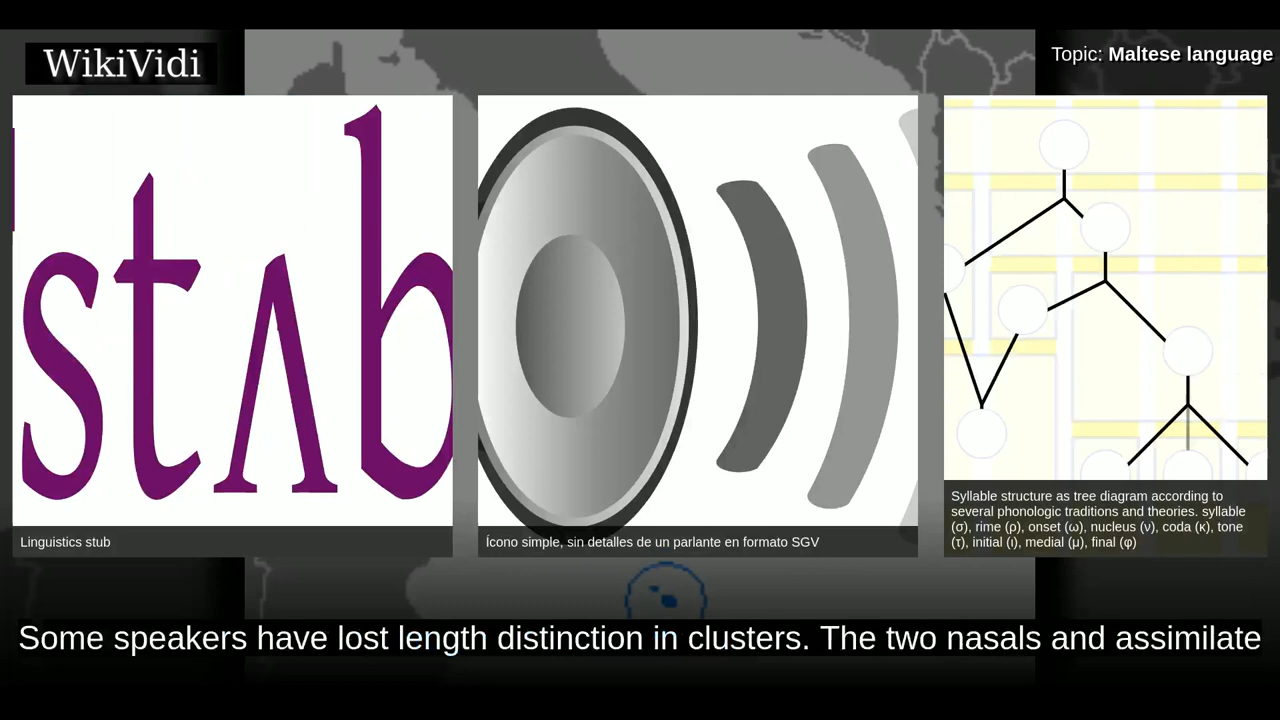 WikiVidi
Topic: Maltese language
stʌb
Linguistics stub
Ícono simple, sin detalles de un parlante en formato SGV
Syllable structure as tree diagram according to
several phonologic traditions and theories. syllable
(σ), rime (ρ), onset (ω), nucleus (ν), coda (κ), tone
(τ), initial (ι), medial (μ), final (φ)
Some speakers have lost length distinction in clusters. The two nasals and assimilate